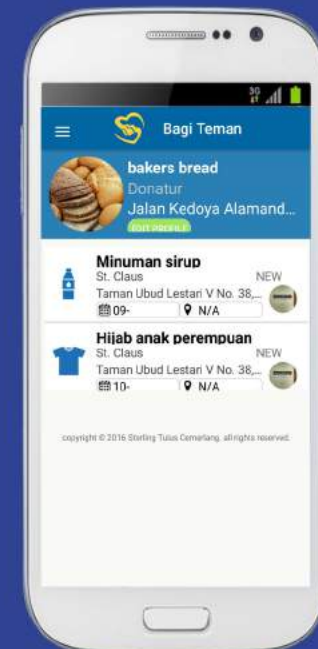 3G
Bagi Teman
bakers bread
Donatur
Jalan Kedoya Alamand...
EDIT PROFILE
Minuman sirup
St. Claus NEW
Taman Ubud Lestari V No. 38,...
09- N/A
Hijab anak perempuan
St. Claus NEW
Taman Ubud Lestari V No. 38,...
10- N/A
copyright © 2016 Sterling Tulus Cemerlang, all rights reserved.